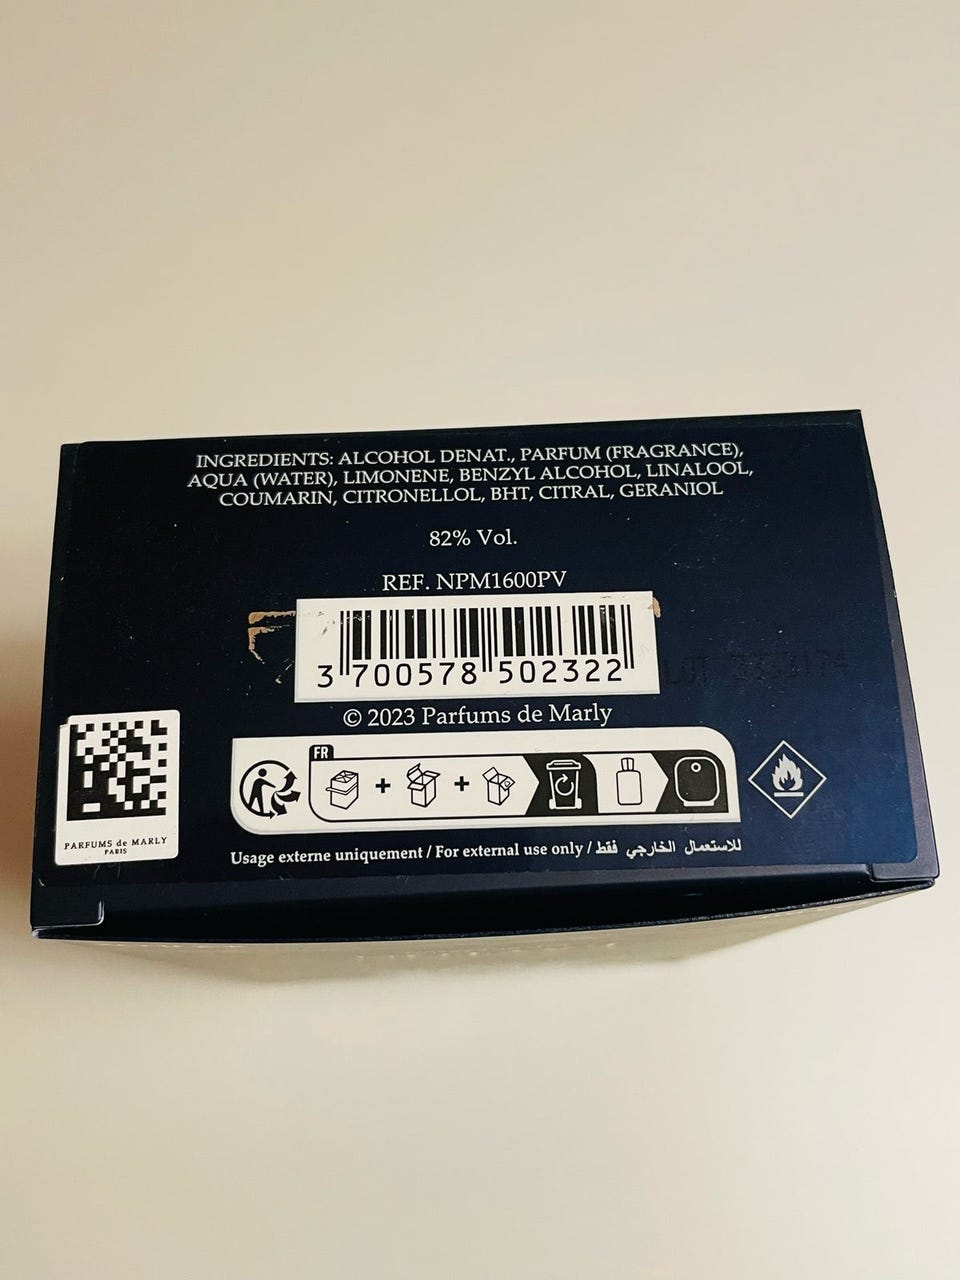 INGREDIENTS: ALCOHOL DENAT., PARFUM (FRAGRANCE),
AQUA (WATER), LIMONENE, BENZYL ALCOHOL, LINALOOL,
COUMARIN, CITRONELLOL, BHT, CITRAL, GERANIOL
82% Vol.
REF. NPM1600PV
3 700578 502322
LOT
© 2023 Parfums de Marly
FR
PARFUMS de MARLY
PARIS
Usage externe uniquement / For external use only / للاستعمال الخارجي فقط